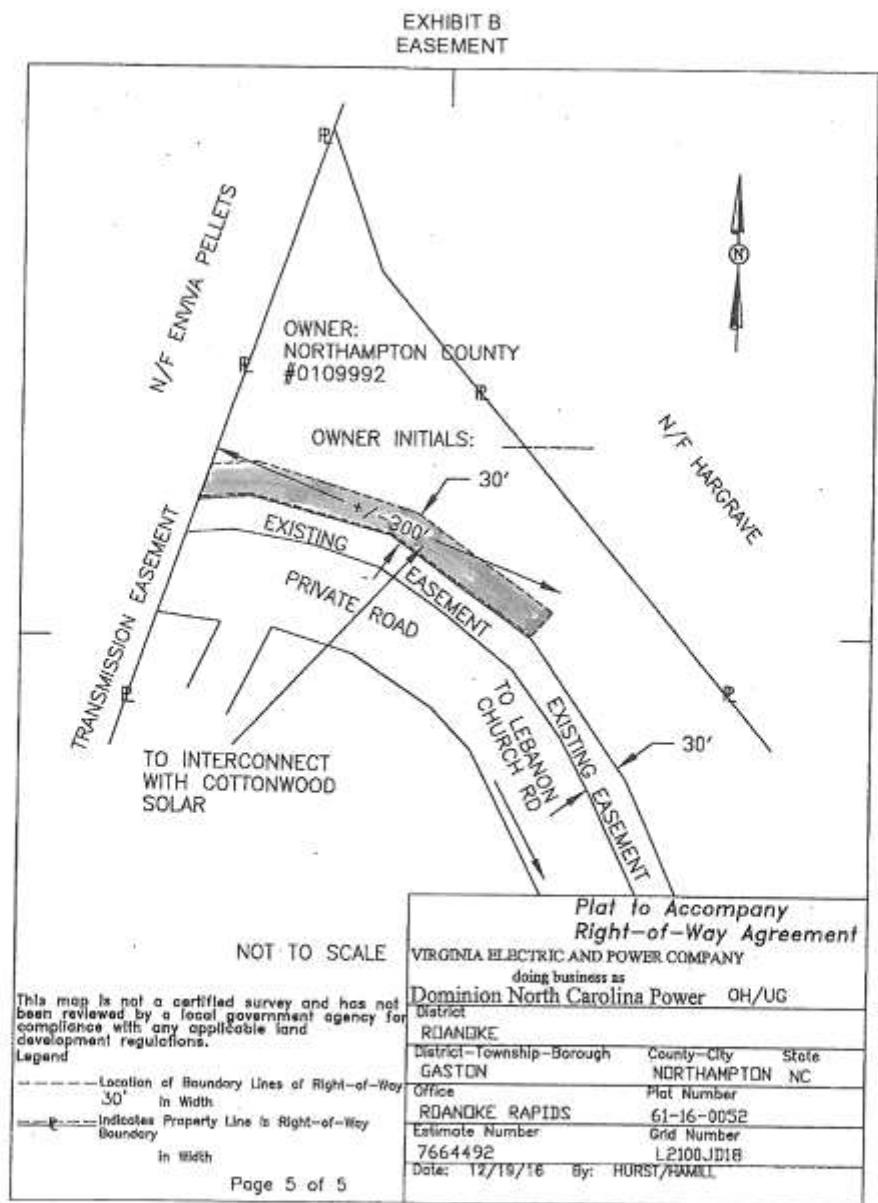 EXHIBIT B
EASEMENT
N/F ENVIVA PELLETS
OWNER:
NORTHAMPTON COUNTY
#0109992
OWNER INITIALS:
N
N/F HARGRAVE
30'
+/-300'
EXISTING
EASEMENT
PRIVATE ROAD
TRANSMISSION EASEMENT
TO INTERCONNECT
WITH COTTONWOOD
SOLAR
TO LEBANON
CHURCH RD
EXISTING EASEMENT
30'
NOT TO SCALE
This map is not a certified survey and has not
been reviewed by a local government agency for
compliance with any applicable land
development regulations.
Legend
Location of Boundary Lines of Right-of-Way
30' in Width
Indicates Property Line is Right-of-Way
Boundary
in Width
Page 5 of 5
Plat to Accompany
Right-of-Way Agreement
VIRGINIA ELECTRIC AND POWER COMPANY
doing business as
Dominion North Carolina Power OH/UG
District
ROANOKE
District-Township-Borough County-City State
GASTON NORTHAMPTON NC
Office Plat Number
ROANOKE RAPIDS 61-16-0052
Estimate Number Grid Number
7664492 L2100JD18
Date: 12/19/16 By: HURST/HAMILL